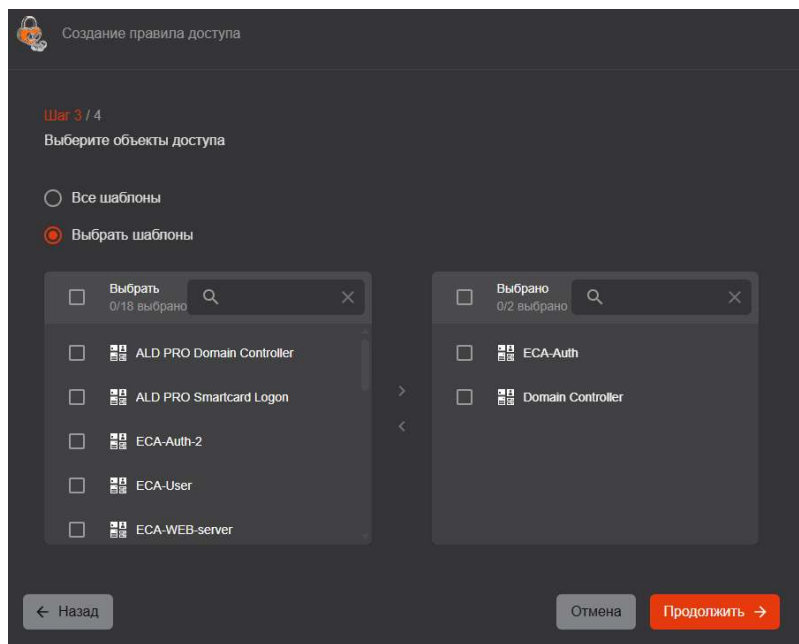 Создание правила доступа
Шаг 3 / 4
Выберите объекты доступа
Все шаблоны
Выбрать шаблоны
Выбрать
0/18 выбрано
ALD PRO Domain Controller
ALD PRO Smartcard Logon
ECA-Auth-2
ECA-User
ECA-WEB-server
Выбрано
0/2 выбрано
ECA-Auth
Domain Controller
Назад
Отмена
Продолжить